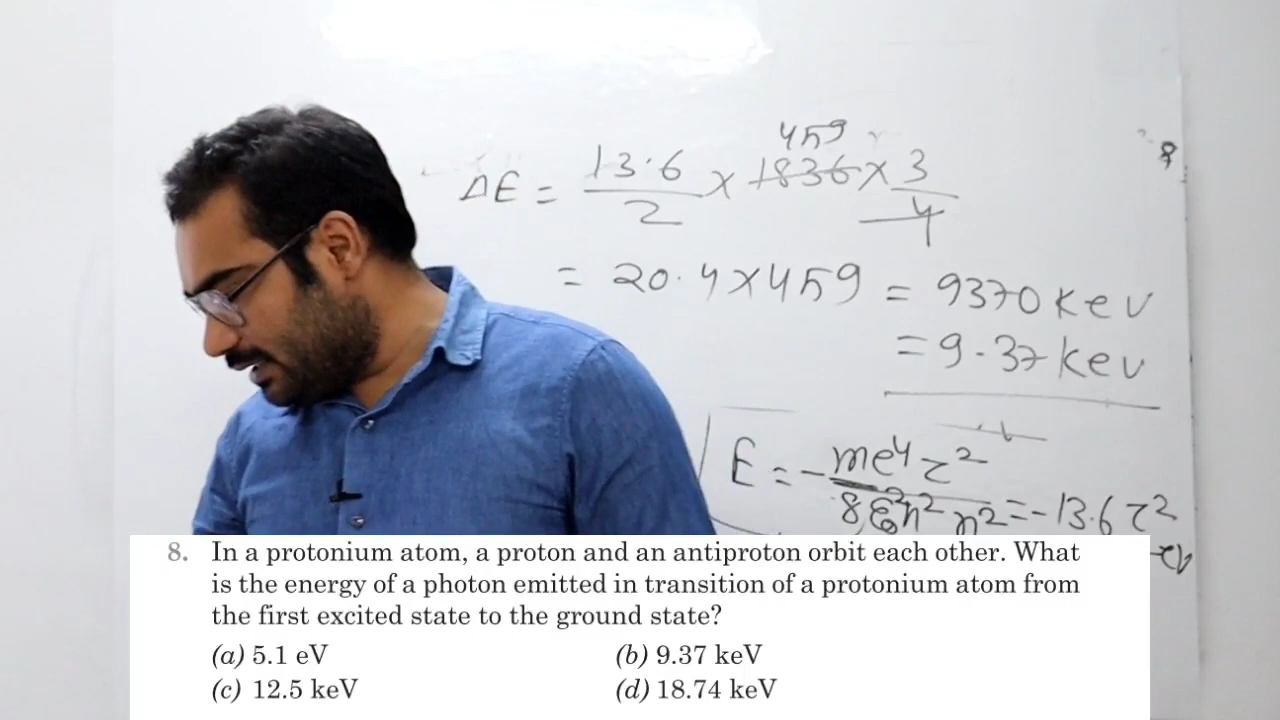 459
ΔE = 13.6/2 x 1836 x 3/4
= 20.4 x 459 = 9370 kev
= 9.37 kev
E = - me⁴z²/8ε₀²h²n² = -13.6 z²
ev
8. In a protonium atom, a proton and an antiproton orbit each other. What
is the energy of a photon emitted in transition of a protonium atom from
the first excited state to the ground state?
(a) 5.1 eV (b) 9.37 keV
(c) 12.5 keV (d) 18.74 keV